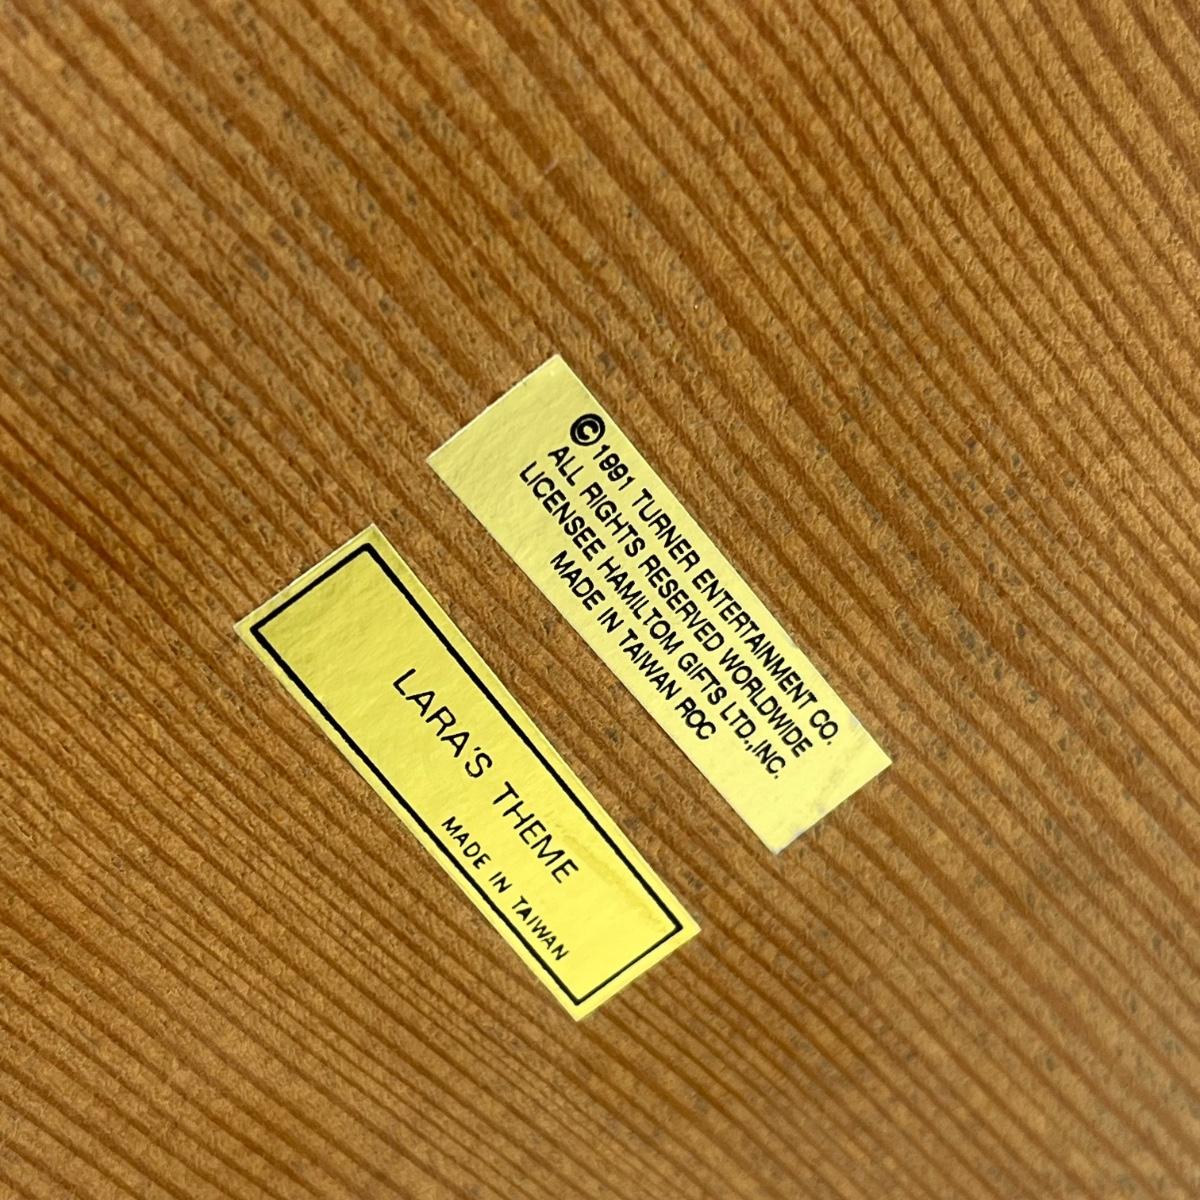 ©1991 TURNER ENTERTAINMENT CO.
ALL RIGHTS RESERVED WORLDWIDE
LICENSEE HAMILTOM GIFTS LTD.,INC.
MADE IN TAIWAN ROC
LARA'S THEME
MADE IN TAIWAN